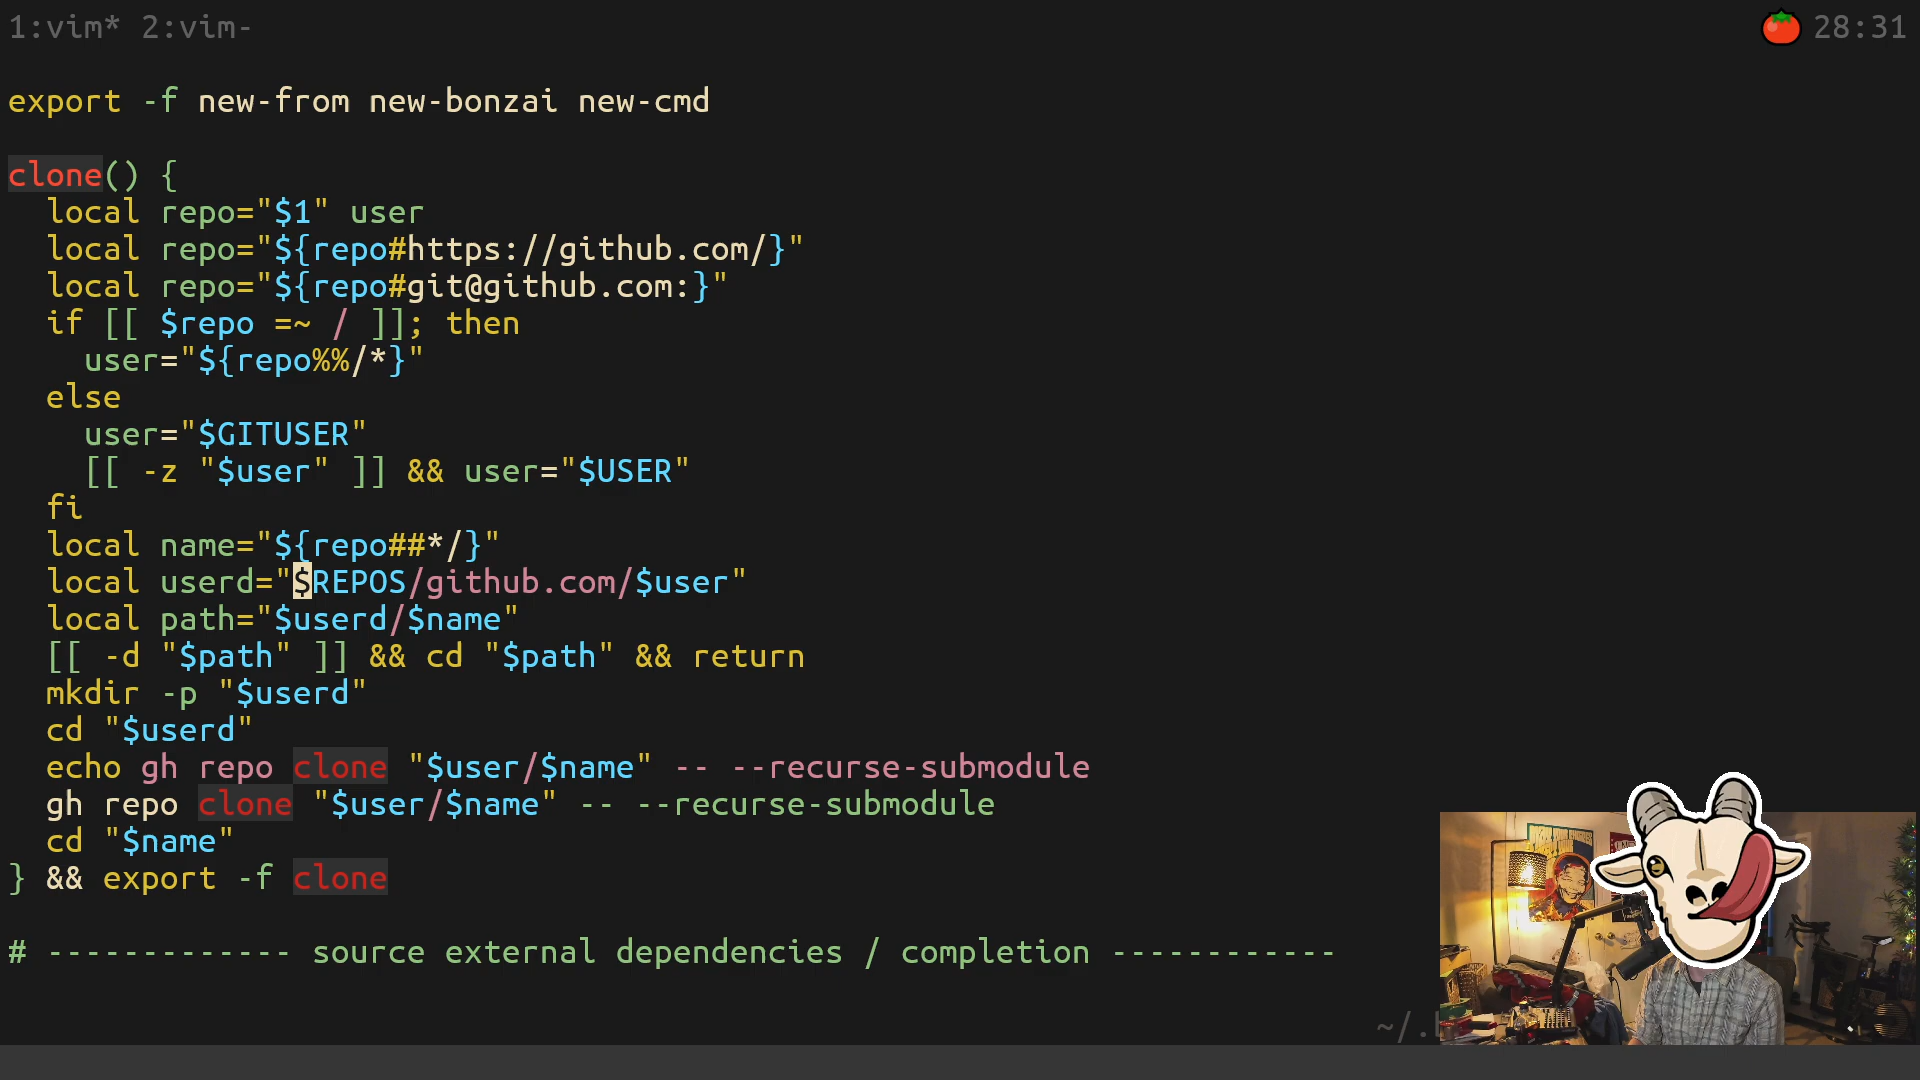 1:vim* 2:vim- 28:31
export -f new-from new-bonzai new-cmd
clone() {
  local repo="$1" user
  local repo="${repo#https://github.com/}"
  local repo="${repo#git@github.com:}"
  if [[ $repo =~ / ]]; then
    user="${repo%%/*}"
  else
    user="$GITUSER"
    [[ -z "$user" ]] && user="$USER"
  fi
  local name="${repo##*/}"
  local userd="$REPOS/github.com/$user"
  local path="$userd/$name"
  [[ -d "$path" ]] && cd "$path" && return
  mkdir -p "$userd"
  cd "$userd"
  echo gh repo clone "$user/$name" -- --recurse-submodule
  gh repo clone "$user/$name" -- --recurse-submodule
  cd "$name"
} && export -f clone
# ------------- source external dependencies / completion ------------
~/.